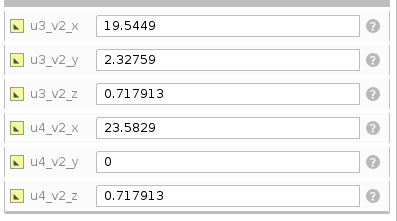 u3_v2_x 19.5449 ?
u3_v2_y 2.32759 ?
u3_v2_z 0.717913 ?
u4_v2_x 23.5829 ?
u4_v2_y 0 ?
u4_v2_z 0.717913 ?